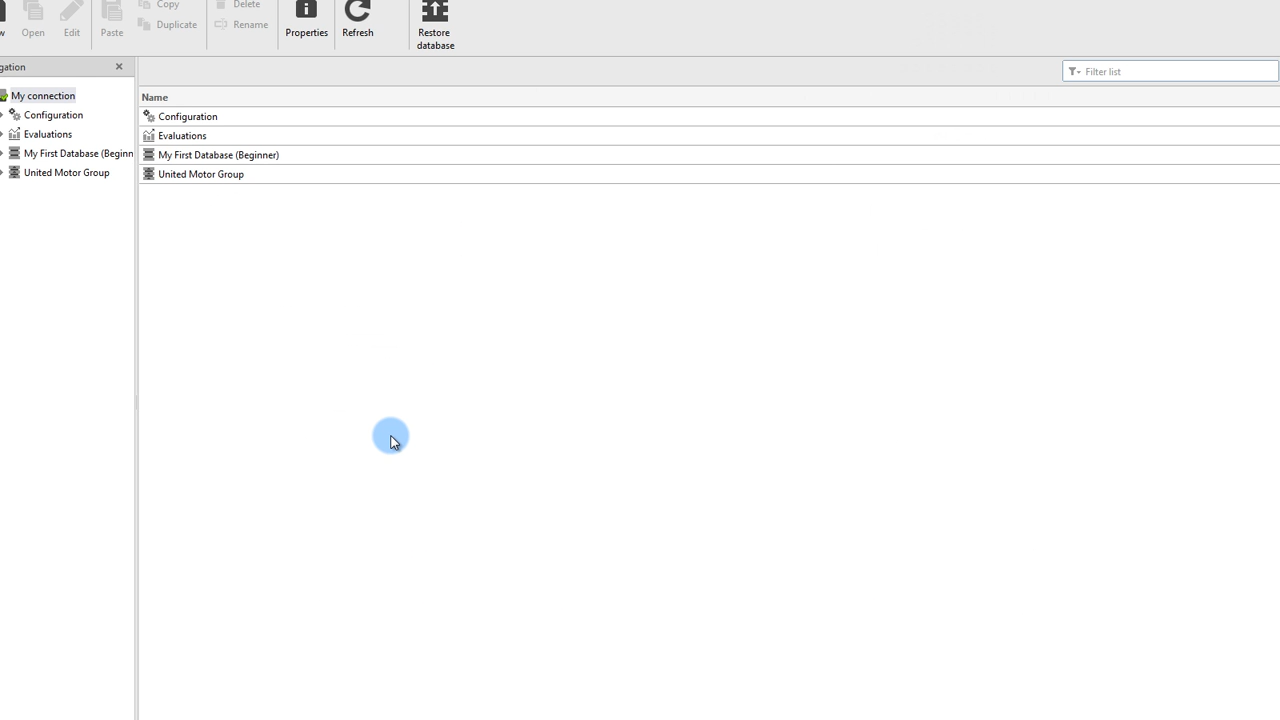 Copy
Delete
w
Open
Edit
Paste
Duplicate
Rename
Properties
Refresh
Restore
database
gation
Filter list
My connection
Configuration
Evaluations
My First Database (Beginn
United Motor Group
Name
Configuration
Evaluations
My First Database (Beginner)
United Motor Group